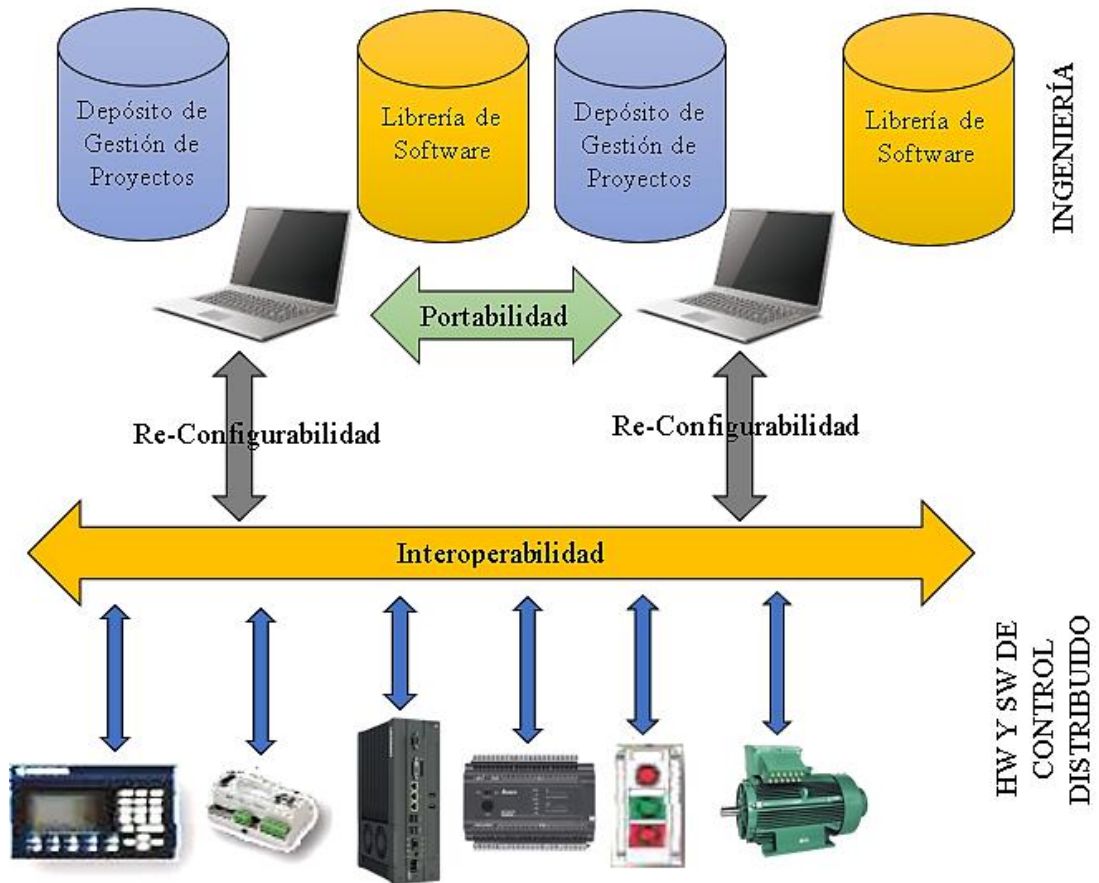 Depósito de
Gestión de
Proyectos
Librería de
Software
Depósito de
Gestión de
Proyectos
Librería de
Software
INGENIERÍA
Portabilidad
Re-Configurabilidad
Re-Configurabilidad
Interoperabilidad
HW Y SW DE
CONTROL
DISTRIBUIDO